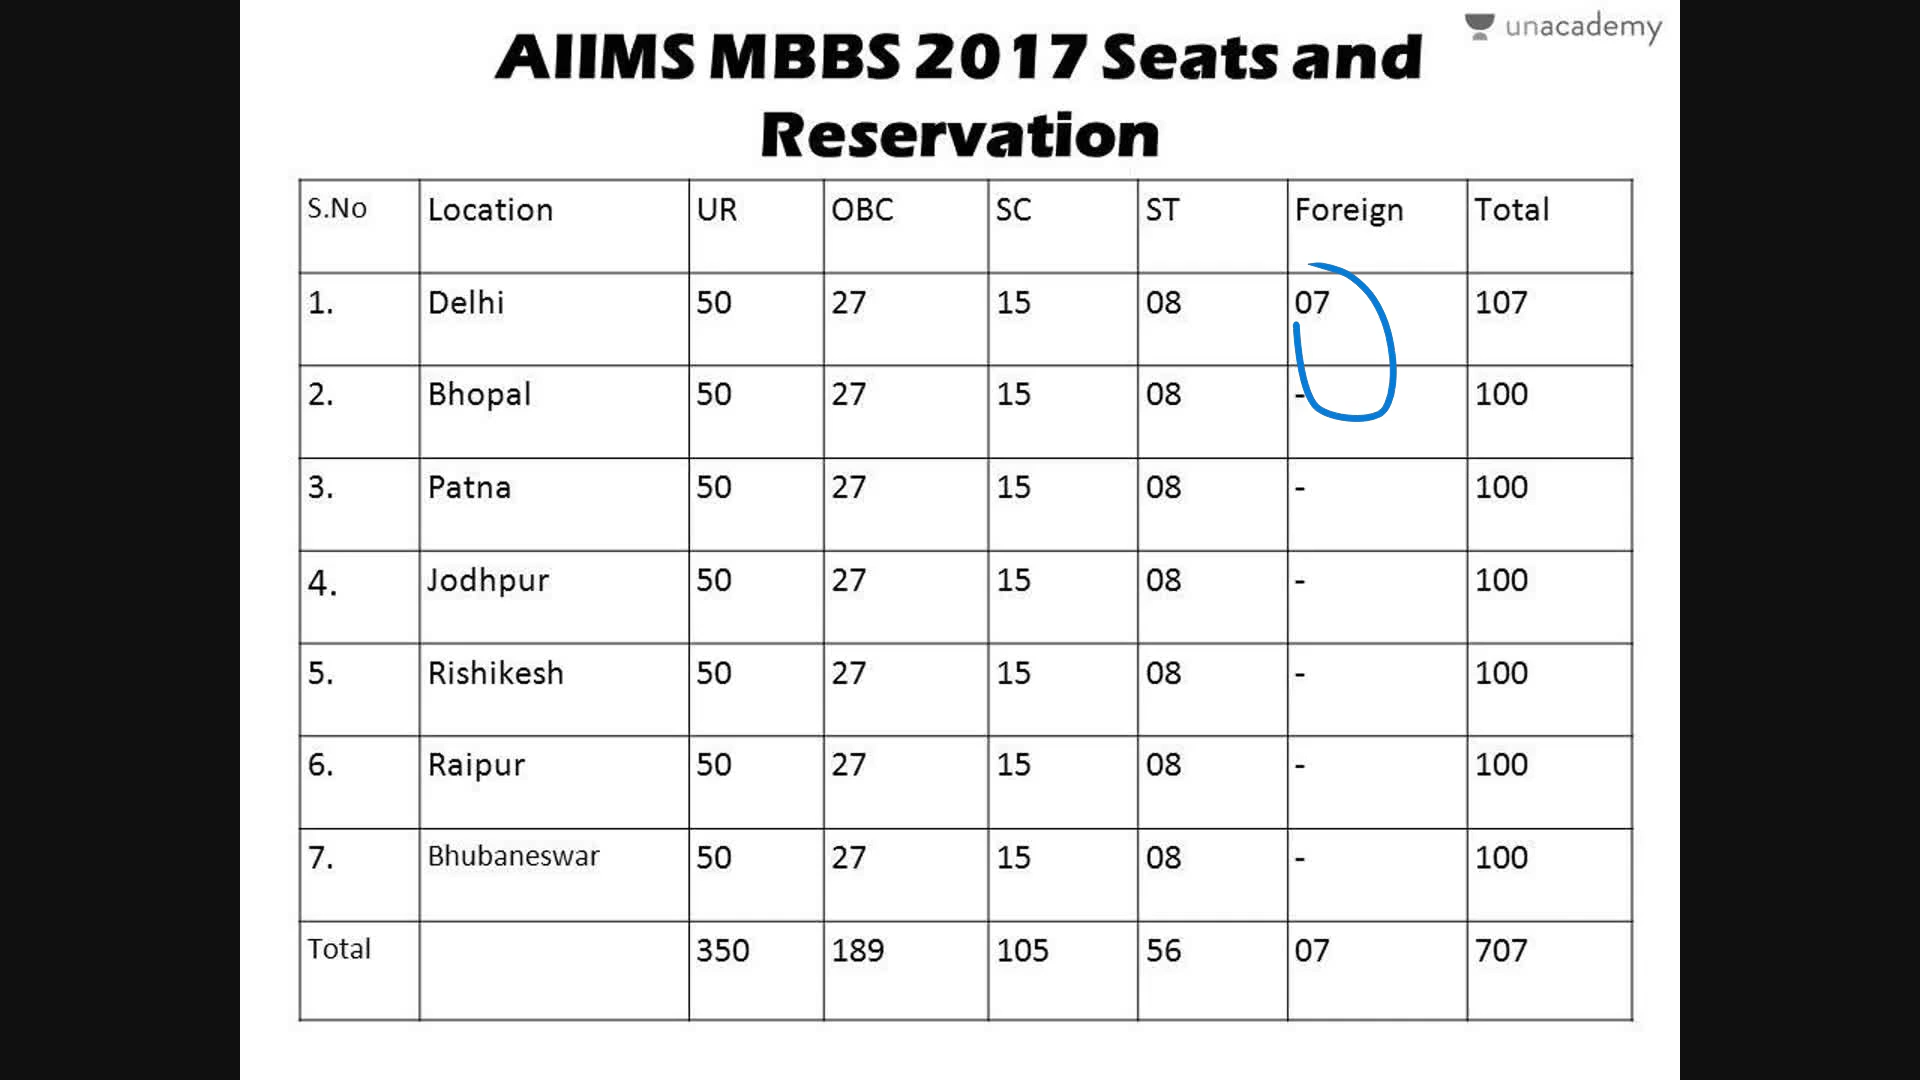 unacademy
AIIMS MBBS 2017 Seats and
Reservation
S.No Location UR OBC SC ST Foreign Total
1. Delhi 50 27 15 08 07 107
2. Bhopal 50 27 15 08 - 100
3. Patna 50 27 15 08 - 100
4. Jodhpur 50 27 15 08 - 100
5. Rishikesh 50 27 15 08 - 100
6. Raipur 50 27 15 08 - 100
7. Bhubaneswar 50 27 15 08 - 100
Total 350 189 105 56 07 707